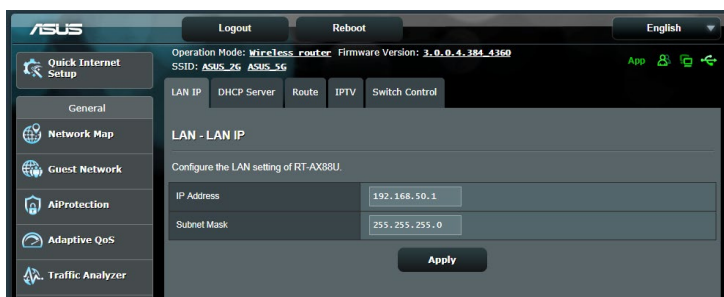 ASUS
Logout
Reboot
English
Quick Internet Setup
Operation Mode: Wireless router Firmware Version: 3.0.0.4.384_4360
SSID: ASUS_2G ASUS_5G
App
LAN IP
DHCP Server
Route
IPTV
Switch Control
General
Network Map
Guest Network
AiProtection
Adaptive QoS
Traffic Analyzer
LAN - LAN IP
Configure the LAN setting of RT-AX88U.
IP Address 192.168.50.1
Subnet Mask 255.255.255.0
Apply